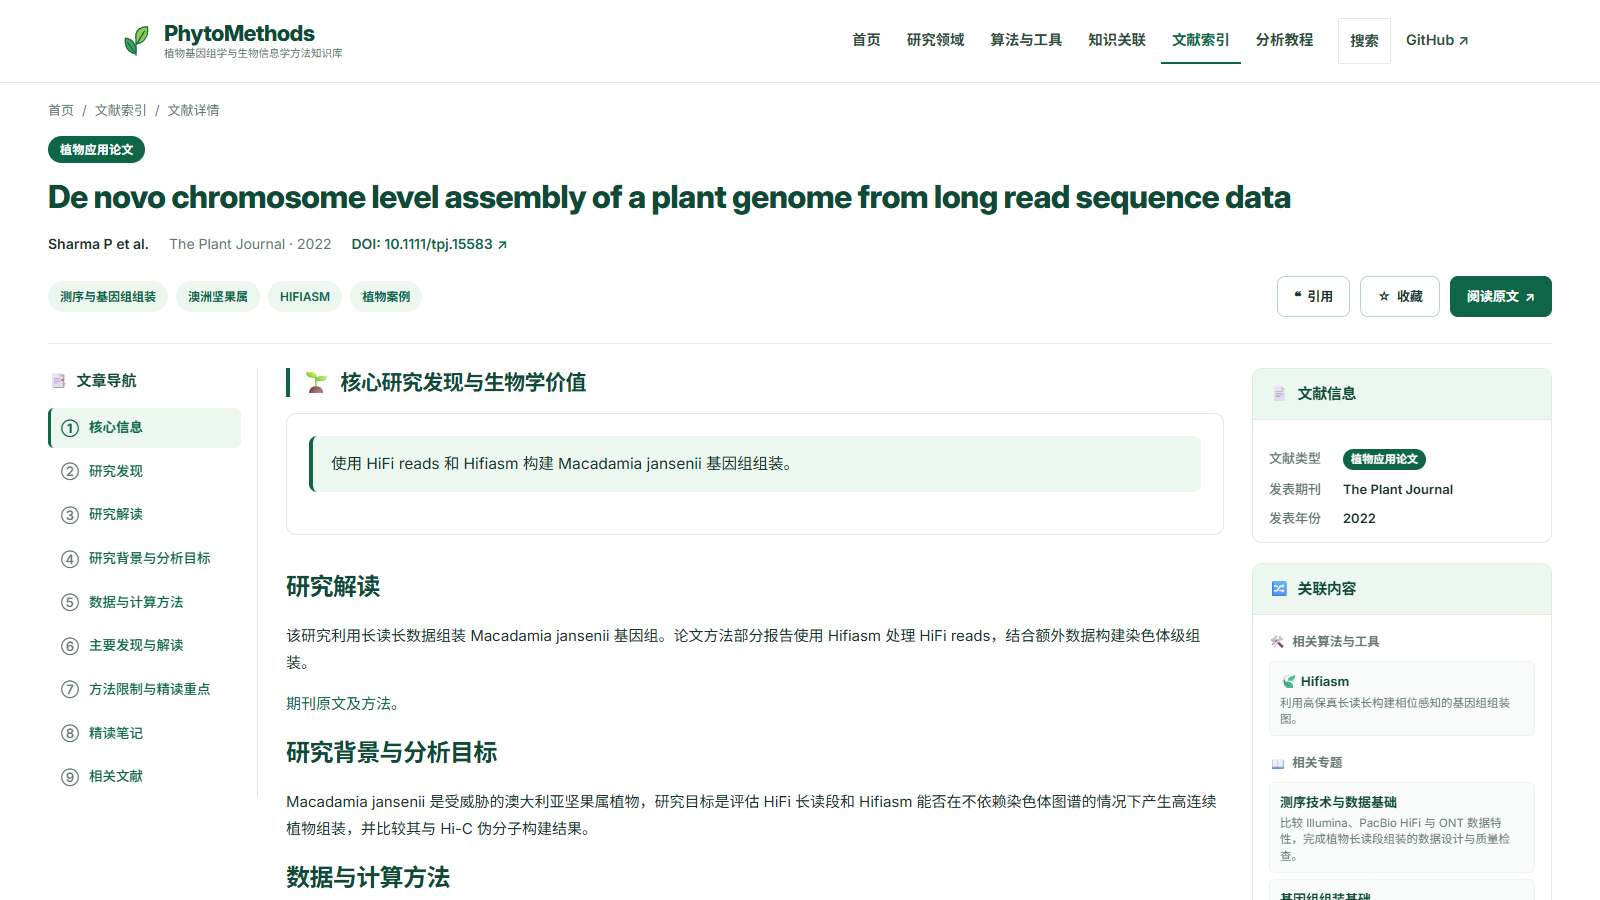 PhytoMethods
植物基因组学与生物信息学方法知识库
首页
研究领域
算法与工具
知识关联
文献索引
分析教程
搜索
GitHub ↗
首页 / 文献索引 / 文献详情
植物应用论文
De novo chromosome level assembly of a plant genome from long read sequence data
Sharma P et al. The Plant Journal · 2022 DOI: 10.1111/tpj.15583 ↗
测序与基因组组装
澳洲坚果属
HIFIASM
植物案例
❝ 引用
☆ 收藏
阅读原文 ↗
文章导航
① 核心信息
② 研究发现
③ 研究解读
④ 研究背景与分析目标
⑤ 数据与计算方法
⑥ 主要发现与解读
⑦ 方法限制与精读重点
⑧ 精读笔记
⑨ 相关文献
核心研究发现与生物学价值
使用 HiFi reads 和 Hifiasm 构建 Macadamia jansenii 基因组组装。
研究解读
该研究利用长读长数据组装 Macadamia jansenii 基因组。论文方法部分报告使用 Hifiasm 处理 HiFi reads，结合额外数据构建染色体级组
装。
期刊原文及方法。
研究背景与分析目标
Macadamia jansenii 是受威胁的澳大利亚坚果属植物，研究目标是评估 HiFi 长读段和 Hifiasm 能否在不依赖染色体图谱的情况下产生高连续
植物组装，并比较其与 Hi-C 伪分子构建结果。
数据与计算方法
文献信息
文献类型 植物应用论文
发表期刊 The Plant Journal
发表年份 2022
关联内容
相关算法与工具
Hifiasm
利用高保真长读长构建相位感知的基因组组装
图。
相关专题
测序技术与数据基础
比较 Illumina、PacBio HiFi 与 ONT 数据特
性，完成植物长读段组装的数据设计与质量检
查。
基因组组装基础